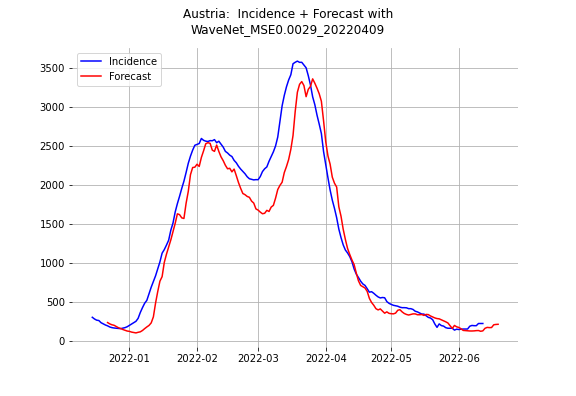 Austria:  Incidence + Forecast with
WaveNet_MSE0.0029_20220409
Incidence
Forecast
3500
3000
2500
2000
1500
1000
500
0
2022-01 2022-02 2022-03 2022-04 2022-05 2022-06